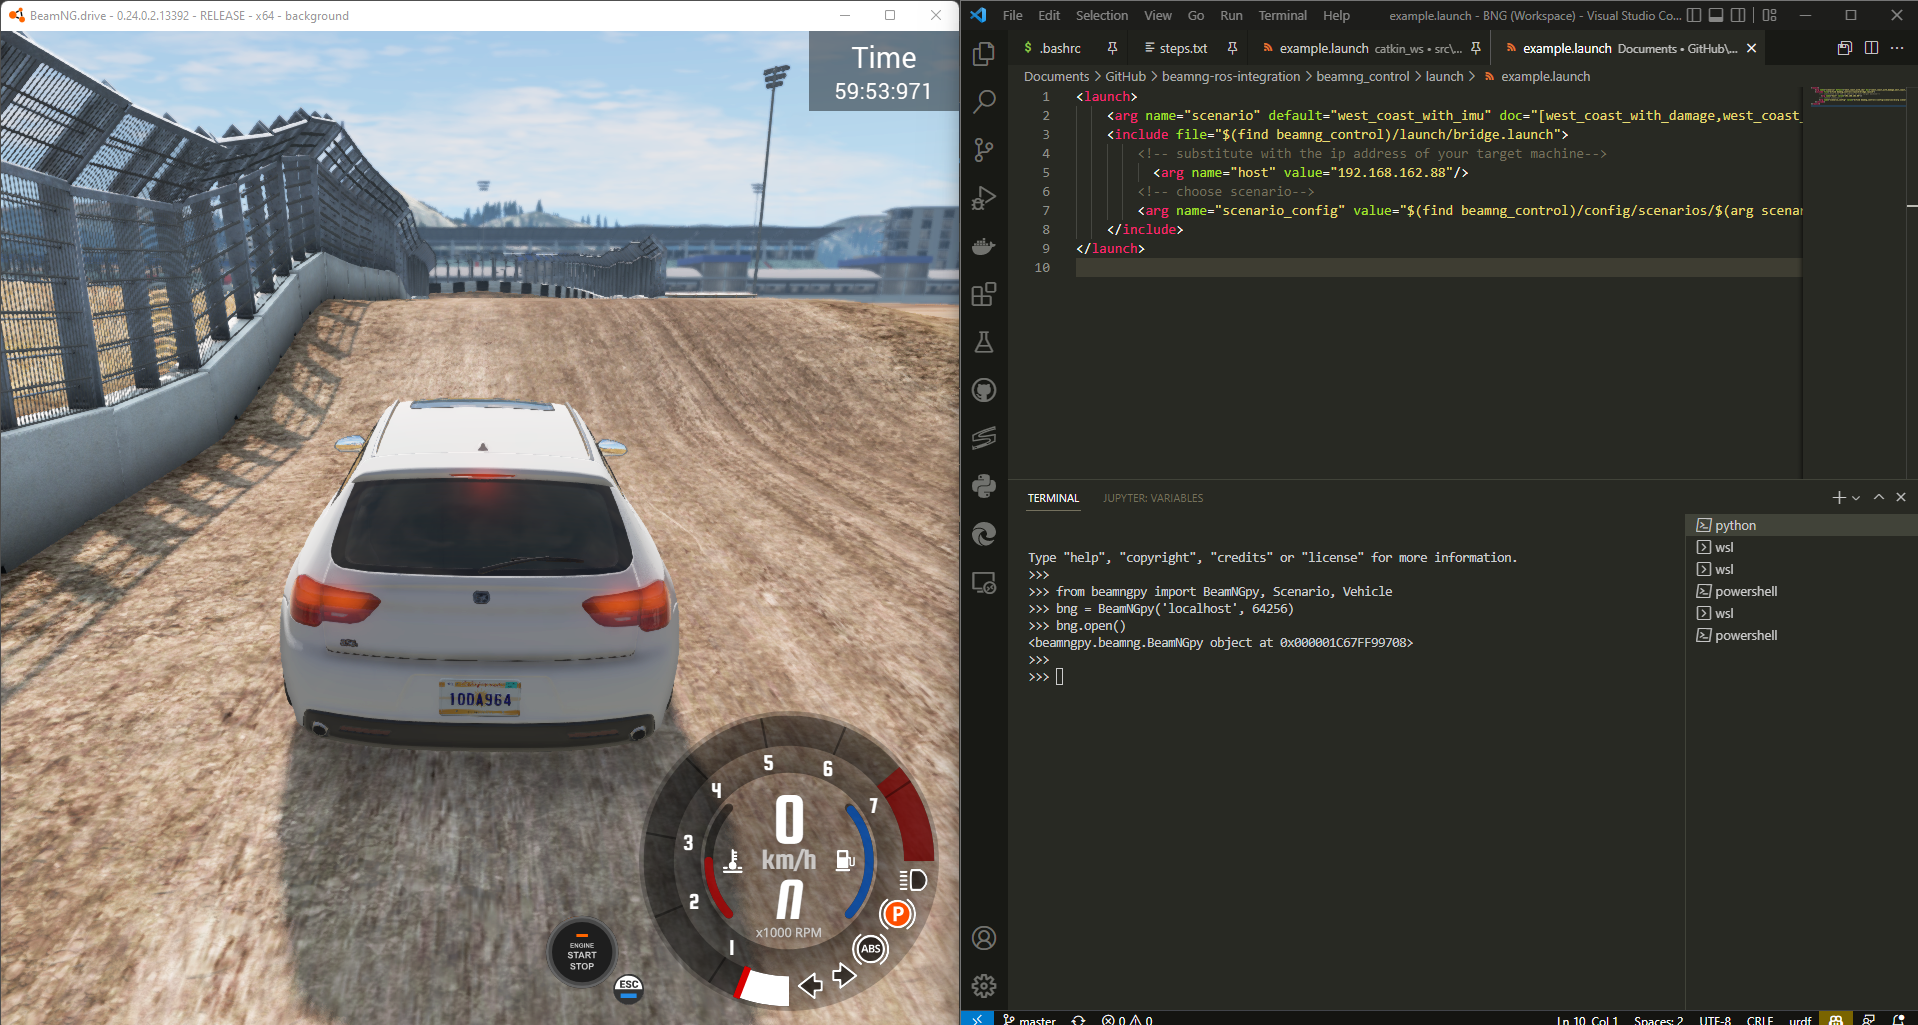 BeamNG.drive - 0.24.0.2.13392 - RELEASE - x64 - background
Time
59:53:971
10DA964
1
2
3
4
5
6
7
0
km/h
n
x1000 RPM
P
ABS
ENGINE
START
STOP
ESC
File Edit Selection View Go Run Terminal Help
example.launch - BNG (Workspace) - Visual Studio Co...
$ .bashrc
steps.txt
example.launch catkin_ws • src\...
example.launch Documents • GitHub\...
Documents > GitHub > beamng-ros-integration > beamng_control > launch > example.launch
1 <launch>
2 <arg name="scenario" default="west_coast_with_imu" doc="[west_coast_with_damage,west_coast_
3 <include file="$(find beamng_control)/launch/bridge.launch">
4 <!-- substitute with the ip address of your target machine-->
5 <arg name="host" value="192.168.162.88"/>
6 <!-- choose scenario-->
7 <arg name="scenario_config" value="$(find beamng_control)/config/scenarios/$(arg scenar
8 </include>
9 </launch>
10
TERMINAL JUPYTER: VARIABLES
Type "help", "copyright", "credits" or "license" for more information.
>>>
>>> from beamngpy import BeamNGpy, Scenario, Vehicle
>>> bng = BeamNGpy('localhost', 64256)
>>> bng.open()
<beamngpy.beamng.BeamNGpy object at 0x000001C67FF99708>
>>>
>>>
python
wsl
wsl
powershell
wsl
powershell
master
0 0
Ln 10, Col 1 Spaces: 2 UTF-8 CRLF urdf